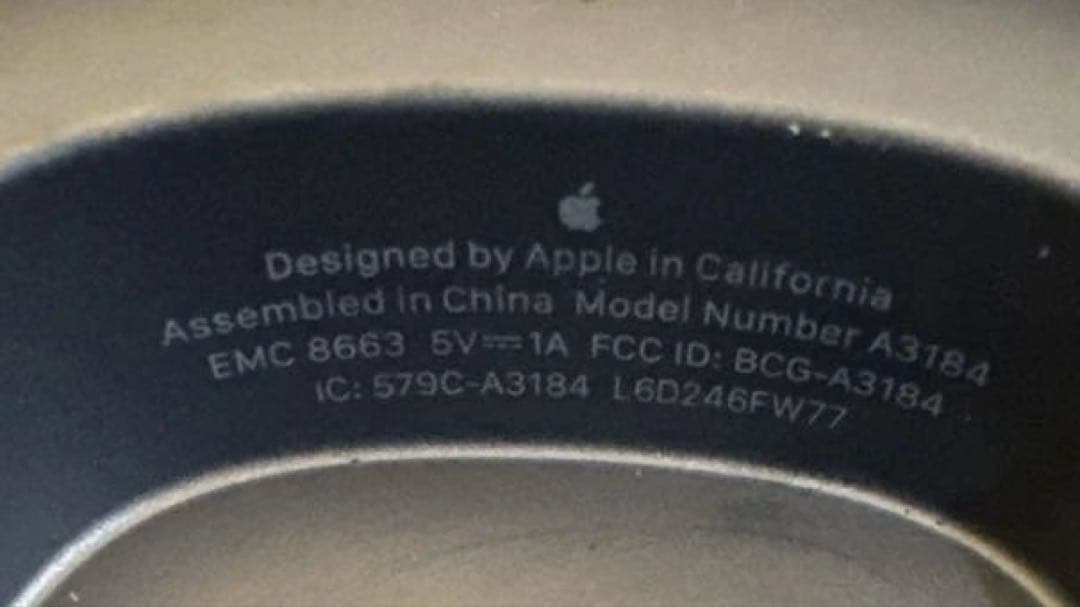 Designed by Apple in California
Assembled in China Model Number A3184
EMC 8663 5V⎓1A FCC ID: BCG-A3184
IC: 579C-A3184 L6D246FW77